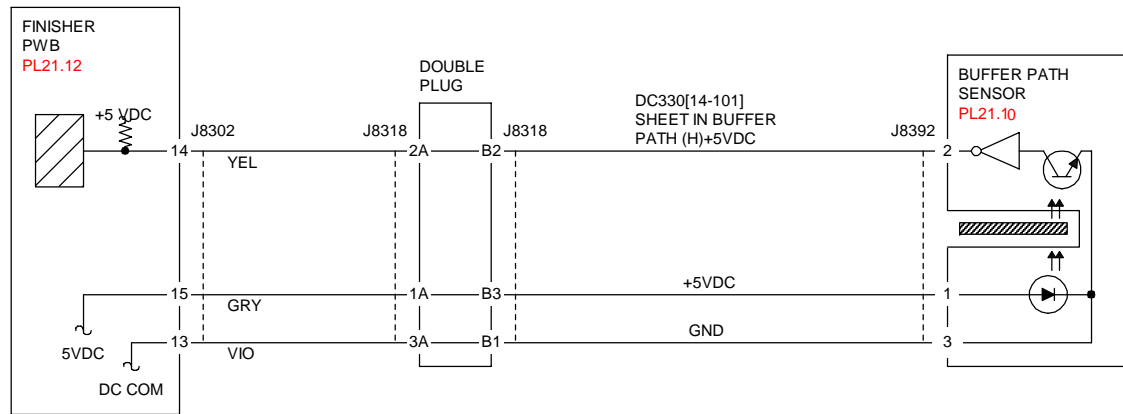 FINISHER
PWB
PL21.12
+5 VDC
J8302
14
YEL
15
GRY
13
VIO
5VDC
DC COM
DOUBLE
PLUG
J8318
J8318
2A
B2
1A
B3
3A
B1
DC330[14-101]
SHEET IN BUFFER
PATH (H)+5VDC
+5VDC
GND
J8392
2
1
3
BUFFER PATH
SENSOR
PL21.10